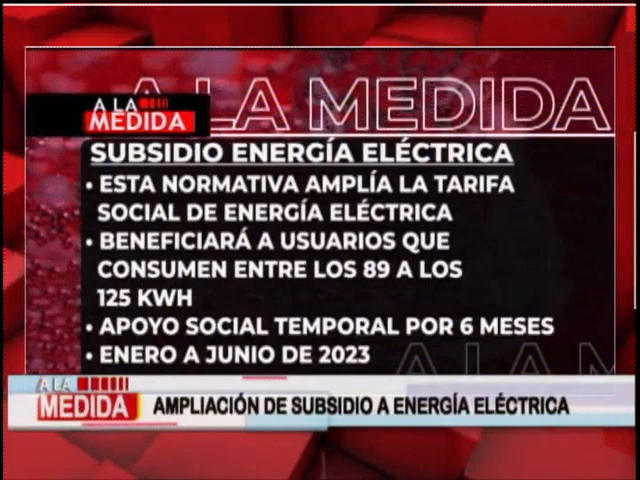 A LA MEDIDA
A LA
MEDIDA
SUBSIDIO ENERGÍA ELÉCTRICA
• ESTA NORMATIVA AMPLÍA LA TARIFA
SOCIAL DE ENERGÍA ELÉCTRICA
• BENEFICIARÁ A USUARIOS QUE
CONSUMEN ENTRE LOS 89 A LOS
125 KWH
• APOYO SOCIAL TEMPORAL POR 6 MESES
• ENERO A JUNIO DE 2023
A LA
MEDIDA
AMPLIACIÓN DE SUBSIDIO A ENERGÍA ELÉCTRICA